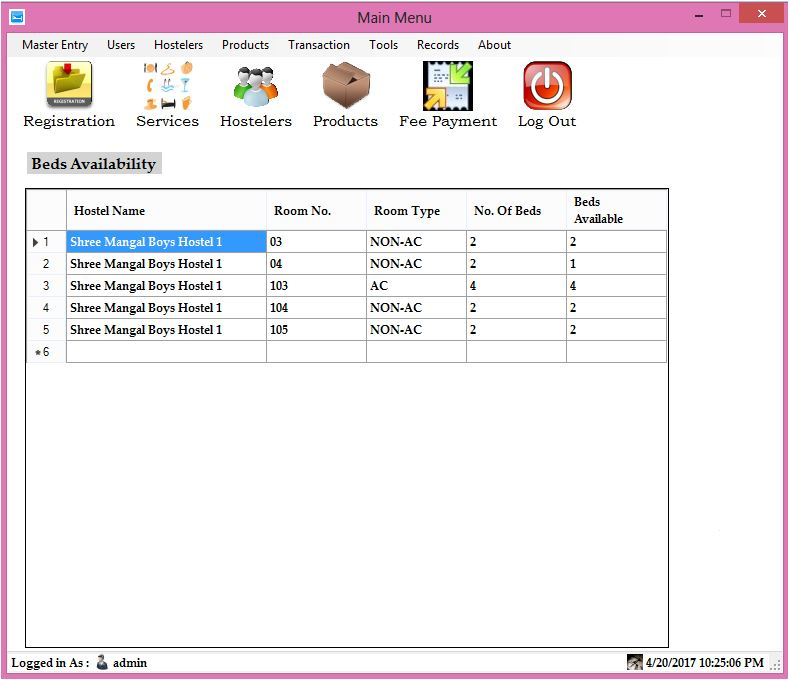 Main Menu
Master Entry Users Hostelers Products Transaction Tools Records About
REGISTRATION
Registration Services Hostelers Products Fee Payment Log Out
Beds Availability
Hostel Name Room No. Room Type No. Of Beds Beds Available
1 Shree Mangal Boys Hostel 1 03 NON-AC 2 2
2 Shree Mangal Boys Hostel 1 04 NON-AC 2 1
3 Shree Mangal Boys Hostel 1 103 AC 4 4
4 Shree Mangal Boys Hostel 1 104 NON-AC 2 2
5 Shree Mangal Boys Hostel 1 105 NON-AC 2 2
* 6
Logged in As : admin 4/20/2017 10:25:06 PM